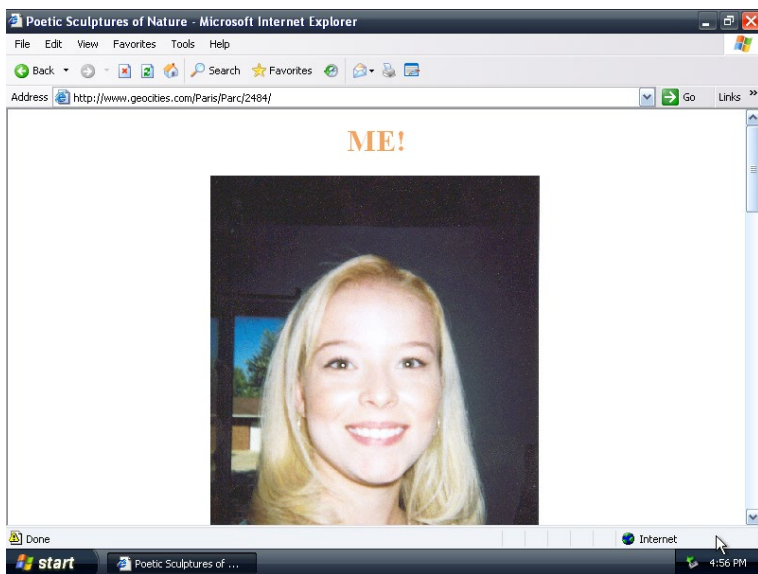 Poetic Sculptures of Nature - Microsoft Internet Explorer
File Edit View Favorites Tools Help
Back Search Favorites
Address http://www.geocities.com/Paris/Parc/2484/ Go Links »
ME!
Done Internet
start Poetic Sculptures of ... 4:56 PM